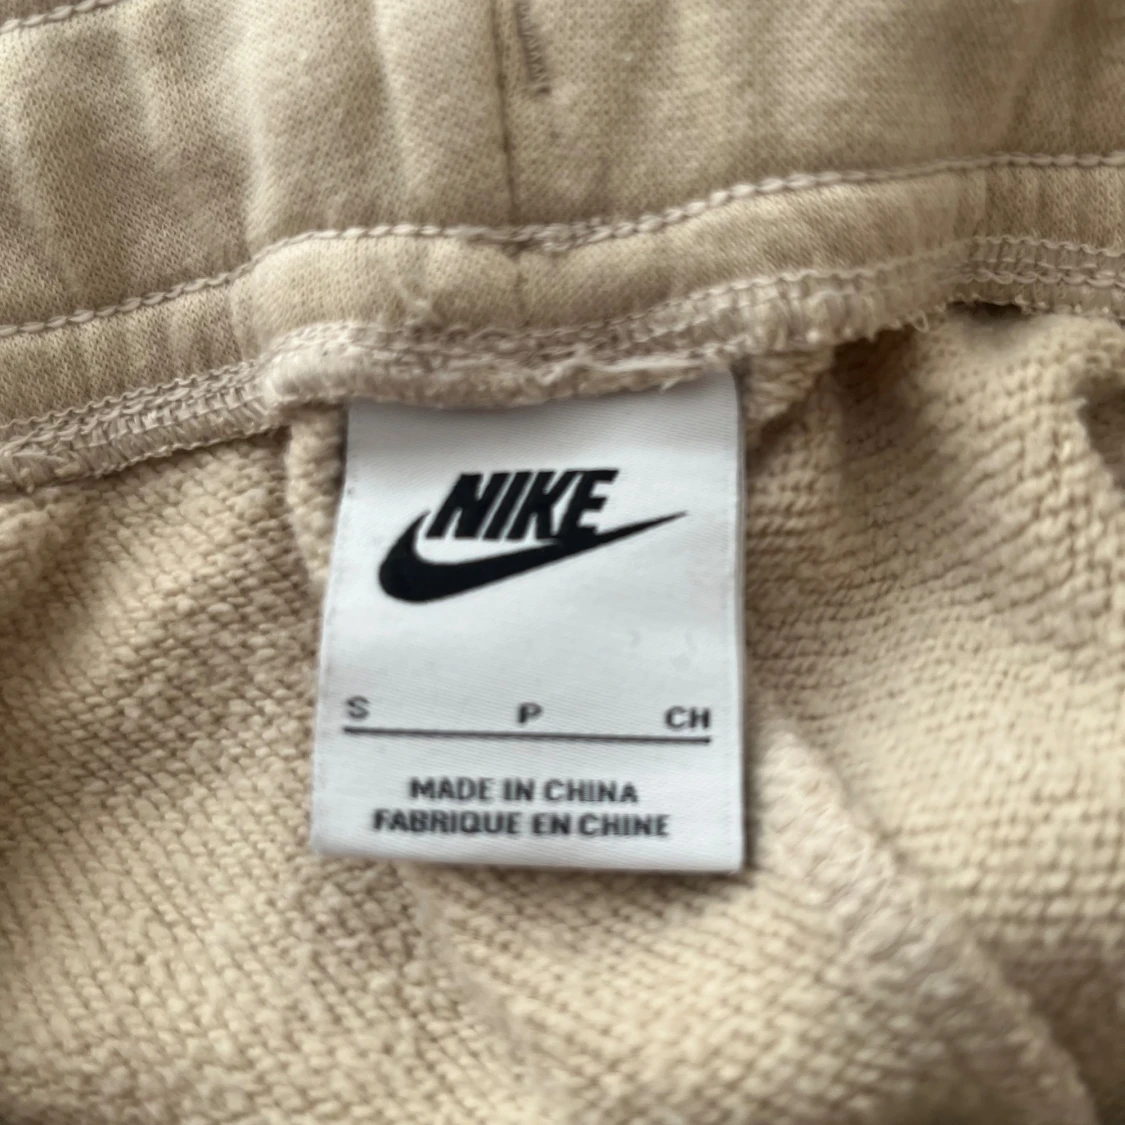 NIKE
S P CH
MADE IN CHINA
FABRIQUE EN CHINE